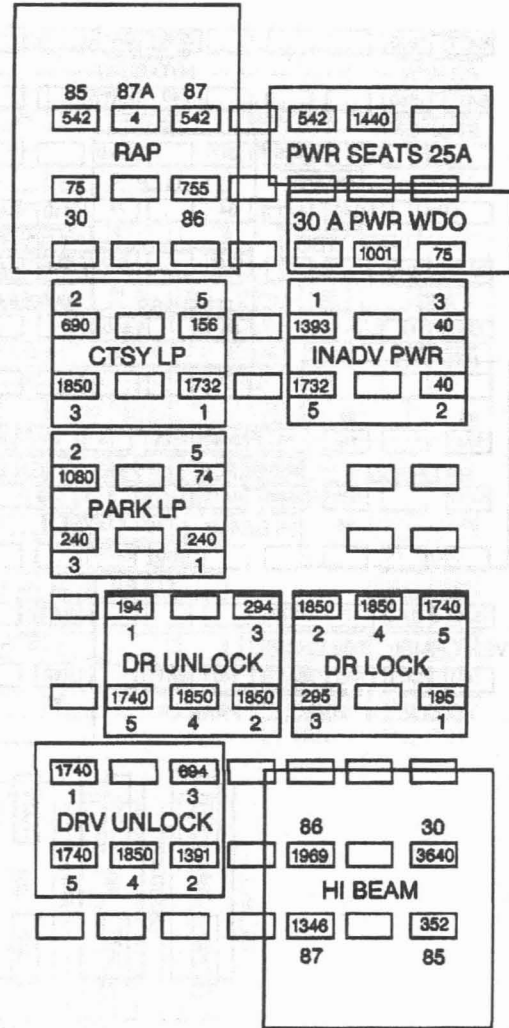 85 87A 87
542 4 542 542 1440
RAP PWR SEATS 25A
75 755
30 86 30 A PWR WDO
1001 75
2 5 1 3
690 156 1393 40
CTSY LP INADV PWR
1850 1732 1732 40
3 1 5 2
2 5
1080 74
PARK LP
240 240
3 1
194 294 1850 1850 1740
1 3 2 4 5
DR UNLOCK DR LOCK
1740 1850 1850 295 195
5 4 2 3 1
1740 694
1 3
DRV UNLOCK 86 30
1740 1850 1391 1969 3640
5 4 2 HI BEAM
1346 352
87 85